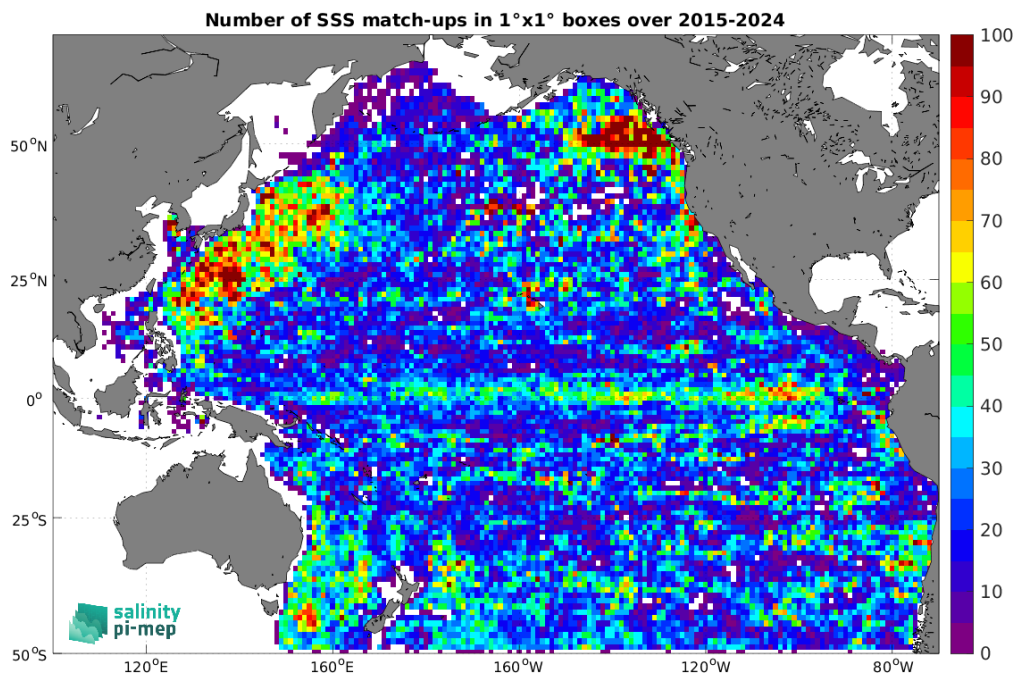 Number of SSS match-ups in 1°x1° boxes over 2015-2024
100
90
80
70
60
50
40
30
20
10
0
50°N
25°N
0°
25°S
50°S
salinity
pi-mep
120°E
160°E
160°W
120°W
80°W